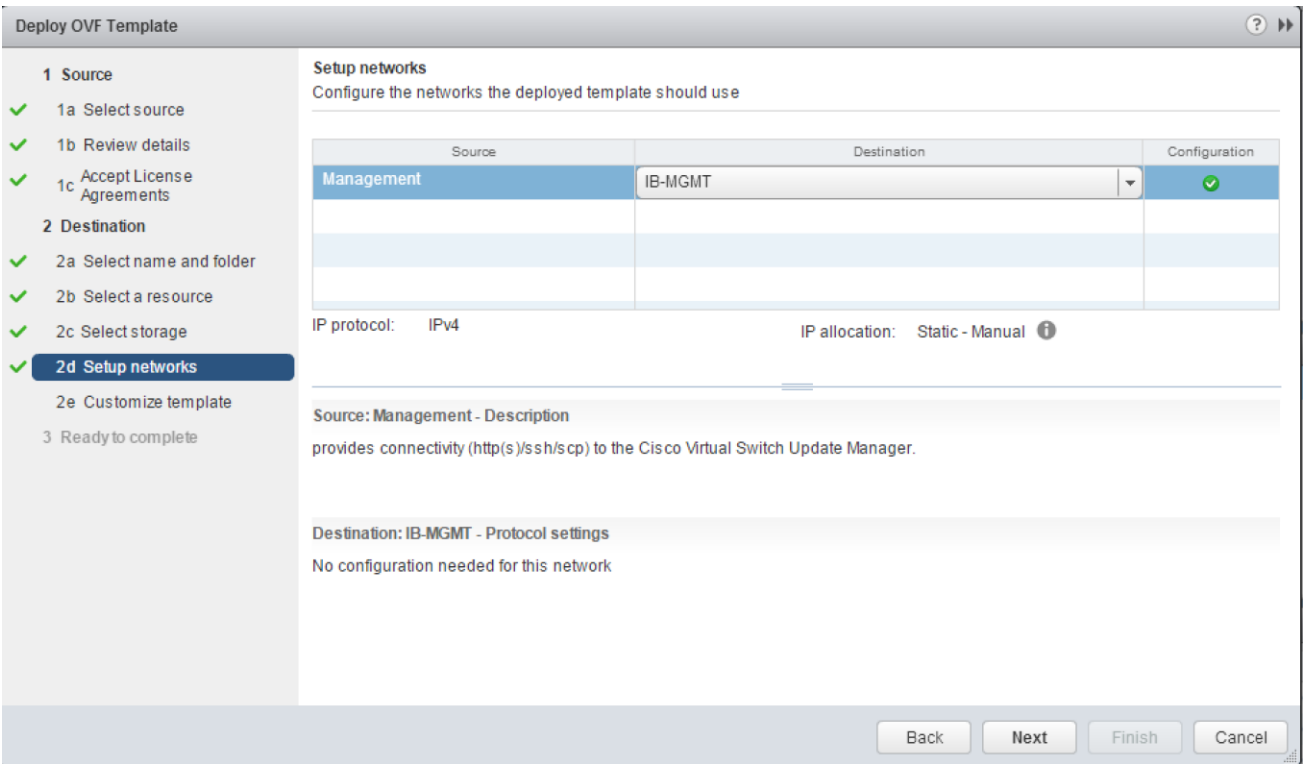 Deploy OVF Template
?
1 Source
1a Select source
1b Review details
1c Accept License
Agreements
2 Destination
2a Select name and folder
2b Select a resource
2c Select storage
2d Setup networks
2e Customize template
3 Ready to complete
Setup networks
Configure the networks the deployed template should use
Source Destination Configuration
Management IB-MGMT
IP protocol: IPv4 IP allocation: Static - Manual
Source: Management - Description
provides connectivity (http(s)/ssh/scp) to the Cisco Virtual Switch Update Manager.
Destination: IB-MGMT - Protocol settings
No configuration needed for this network
Back Next Finish Cancel